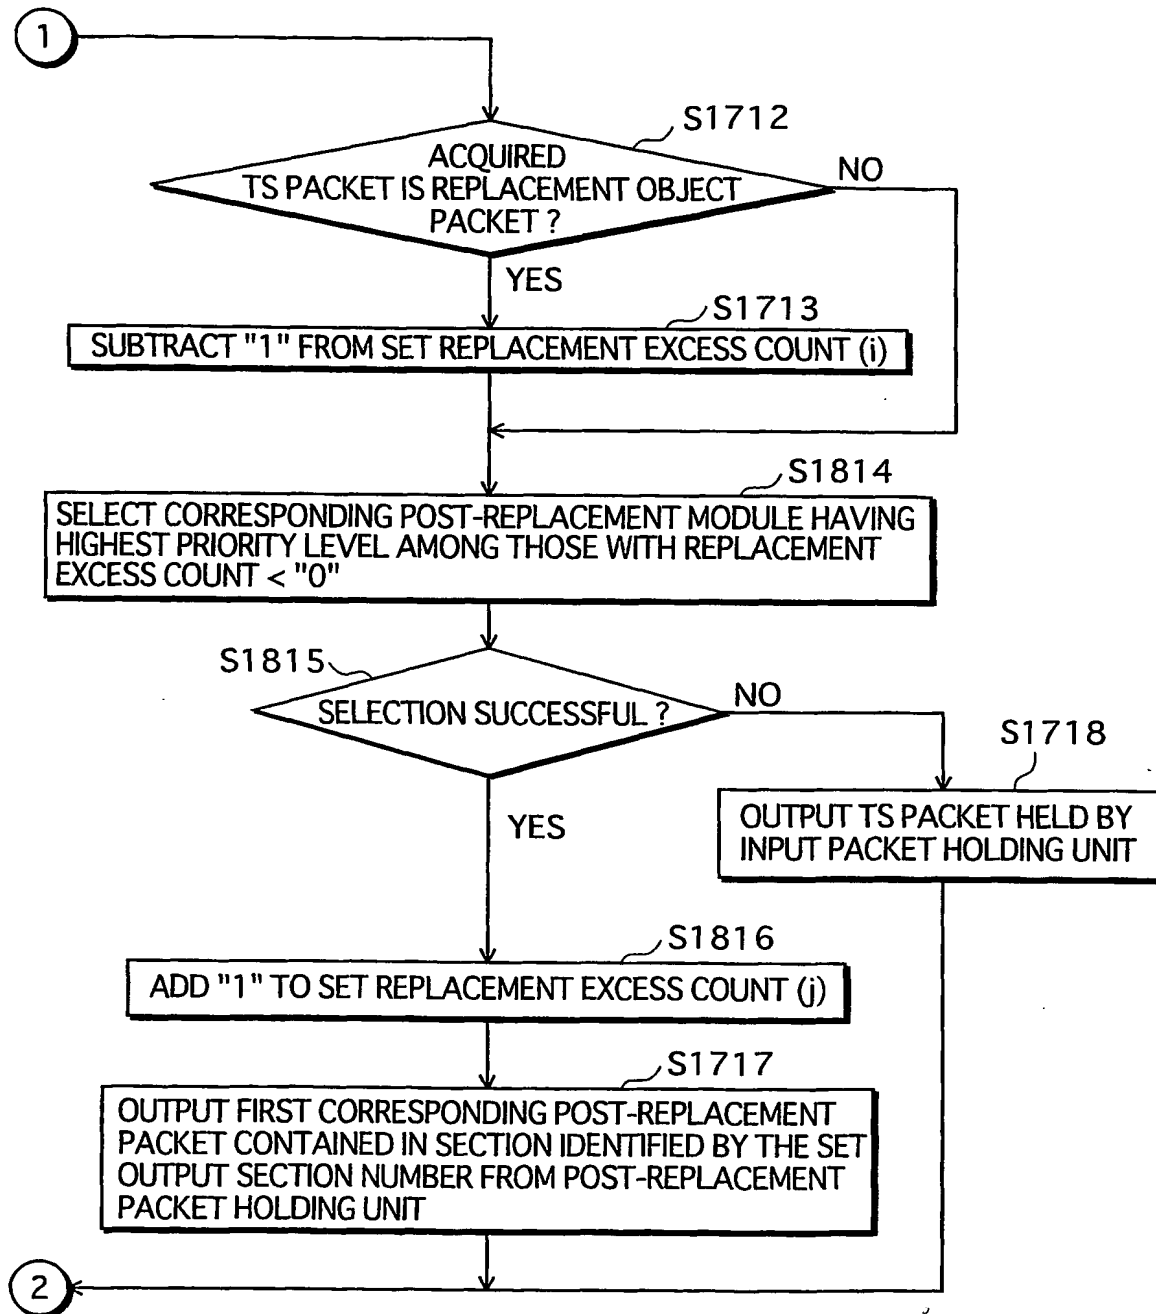 1
S1712
ACQUIRED
TS PACKET IS REPLACEMENT OBJECT
PACKET ?
NO
YES
S1713
SUBTRACT "1" FROM SET REPLACEMENT EXCESS COUNT (i)
S1814
SELECT CORRESPONDING POST-REPLACEMENT MODULE HAVING
HIGHEST PRIORITY LEVEL AMONG THOSE WITH REPLACEMENT
EXCESS COUNT < "0"
S1815
SELECTION SUCCESSFUL ?
NO
YES
S1718
OUTPUT TS PACKET HELD BY
INPUT PACKET HOLDING UNIT
S1816
ADD "1" TO SET REPLACEMENT EXCESS COUNT (j)
S1717
OUTPUT FIRST CORRESPONDING POST-REPLACEMENT
PACKET CONTAINED IN SECTION IDENTIFIED BY THE SET
OUTPUT SECTION NUMBER FROM POST-REPLACEMENT
PACKET HOLDING UNIT
2